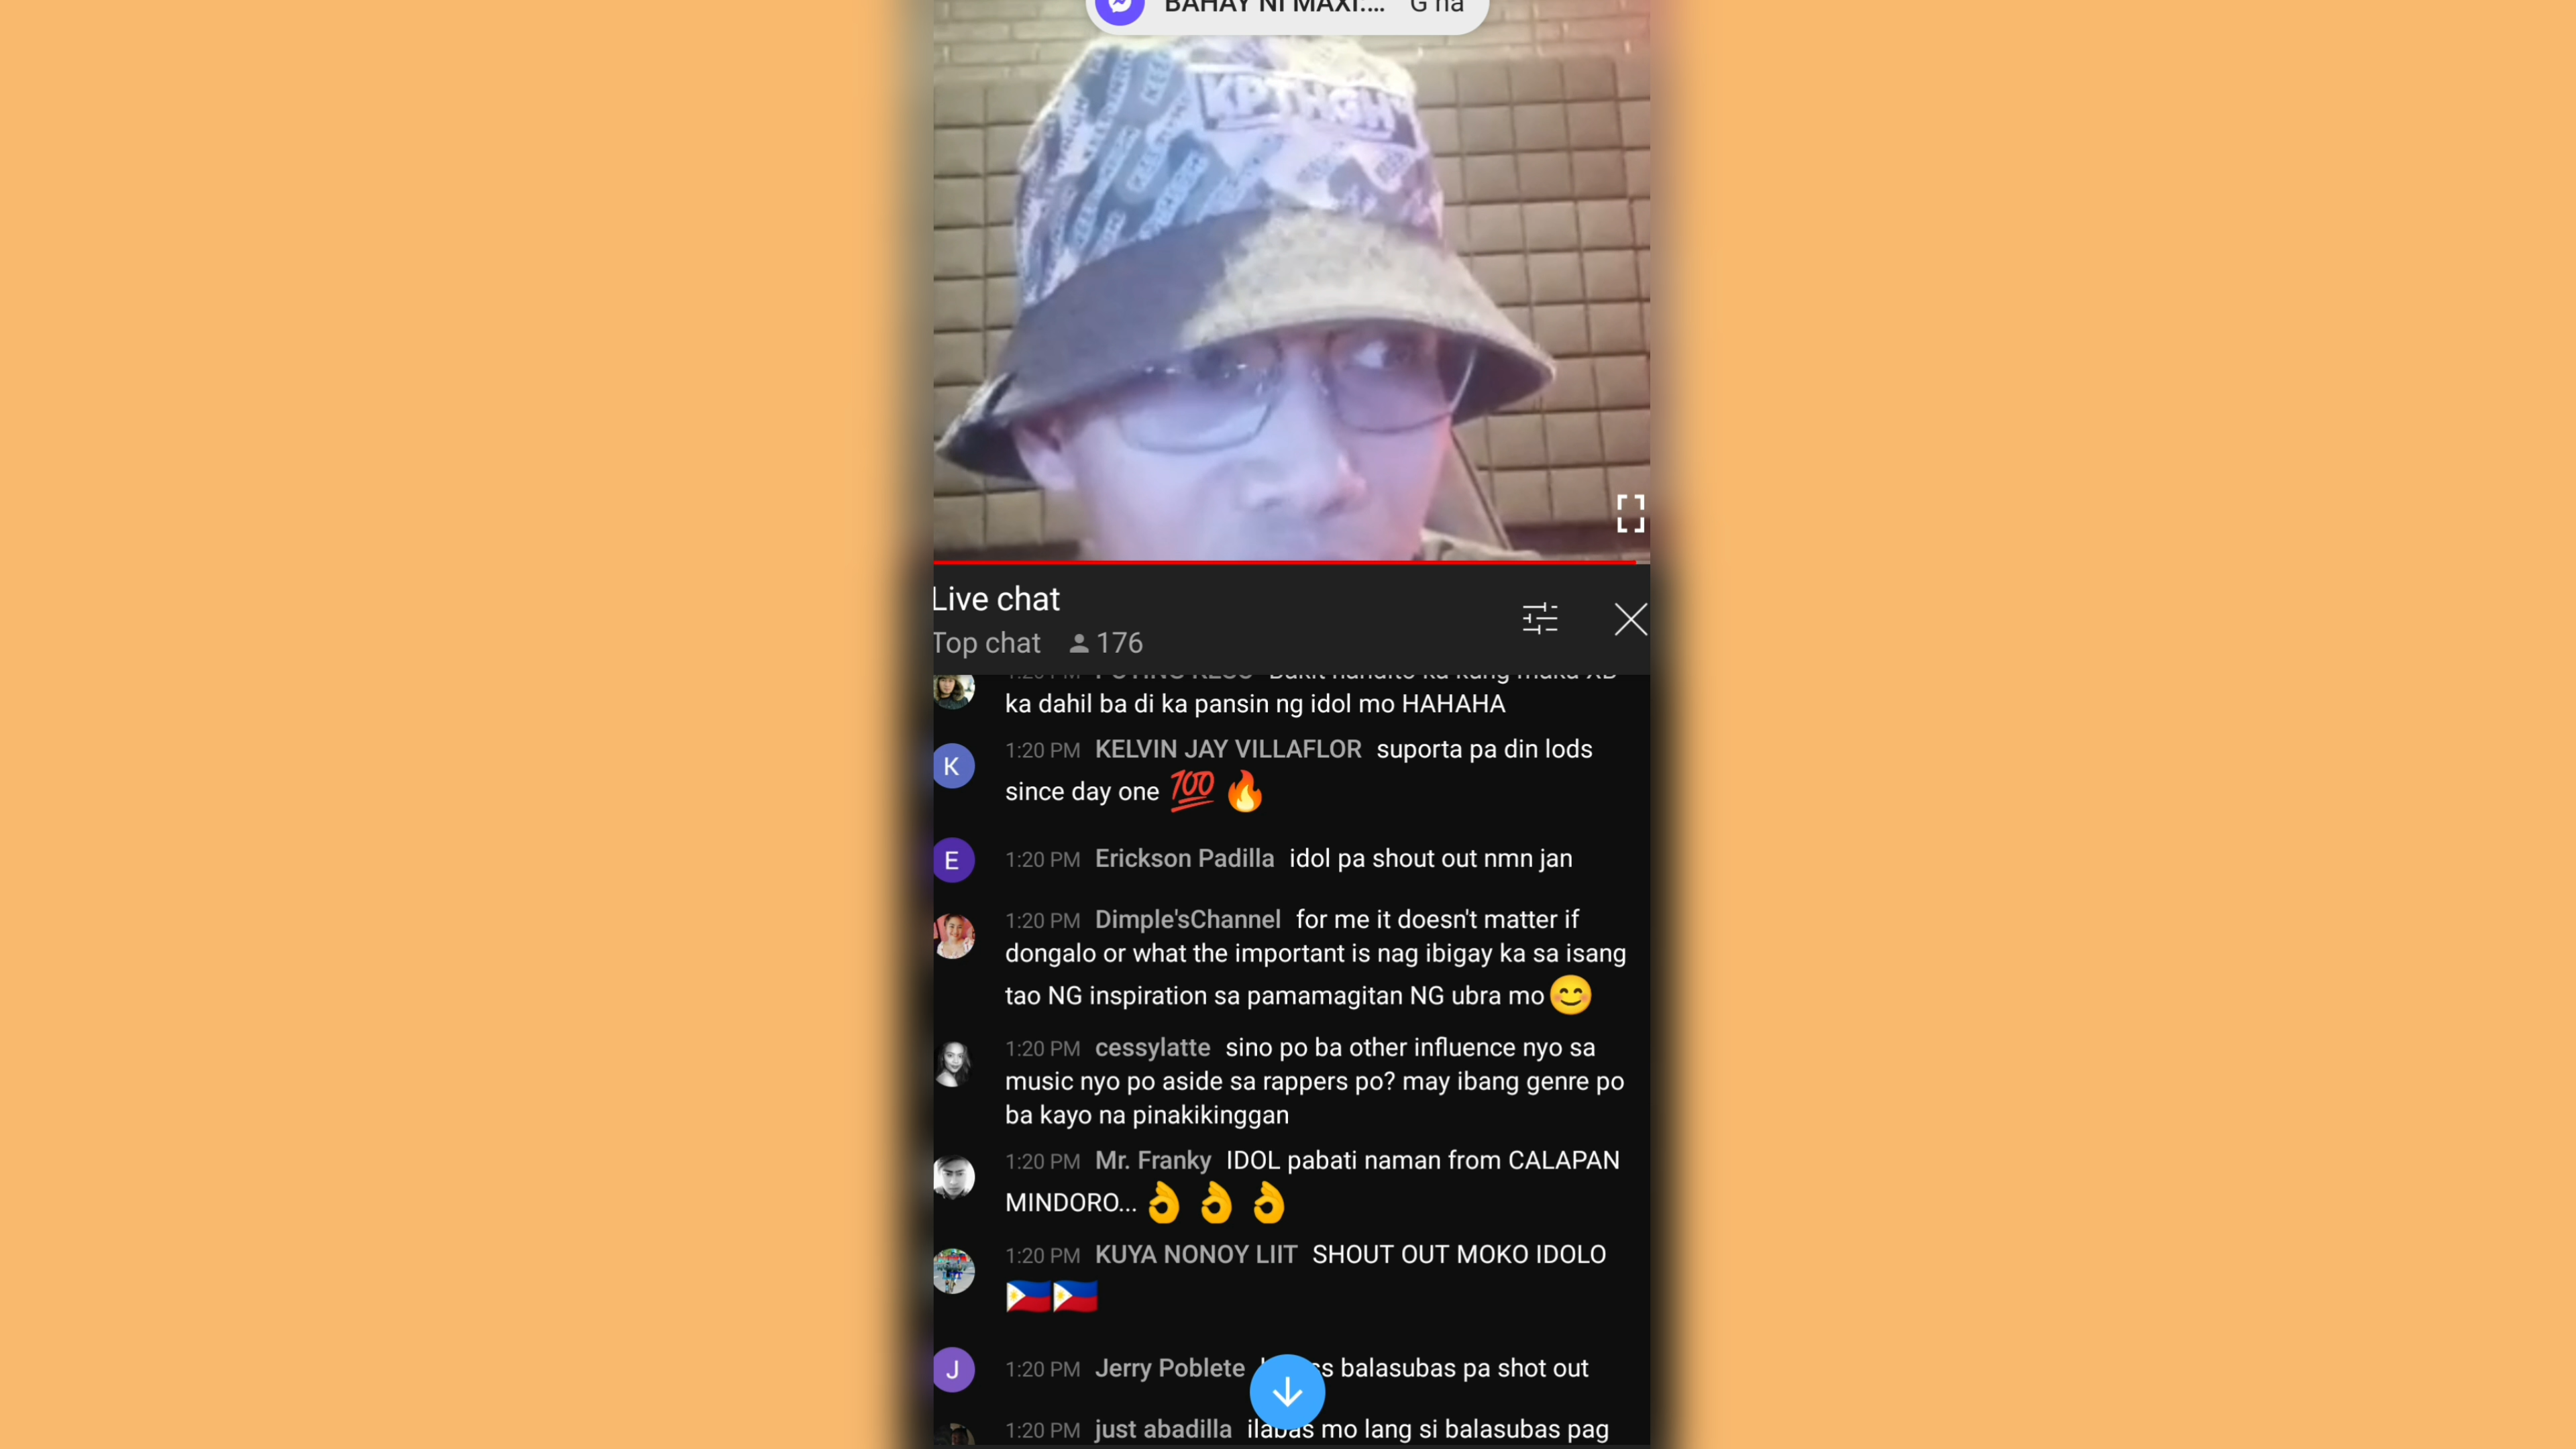 BAHAY NI MAXI:... G na
KPTNGH
Live chat
Top chat 176
ka dahil ba di ka pansin ng idol mo HAHAHA
K 1:20 PM KELVIN JAY VILLAFLOR suporta pa din lods
since day one 💯 🔥
E 1:20 PM Erickson Padilla idol pa shout out nmn jan
1:20 PM Dimple'sChannel for me it doesn't matter if
dongalo or what the important is nag ibigay ka sa isang
tao NG inspiration sa pamamagitan NG ubra mo 😊
1:20 PM cessylatte sino po ba other influence nyo sa
music nyo po aside sa rappers po? may ibang genre po
ba kayo na pinakikinggan
1:20 PM Mr. Franky IDOL pabati naman from CALAPAN
MINDORO... 👌 👌 👌
1:20 PM KUYA NONOY LIIT SHOUT OUT MOKO IDOLO
🇵🇭🇵🇭
J 1:20 PM Jerry Poblete balasubas pa shot out
1:20 PM just abadilla ilabas mo lang si balasubas pag